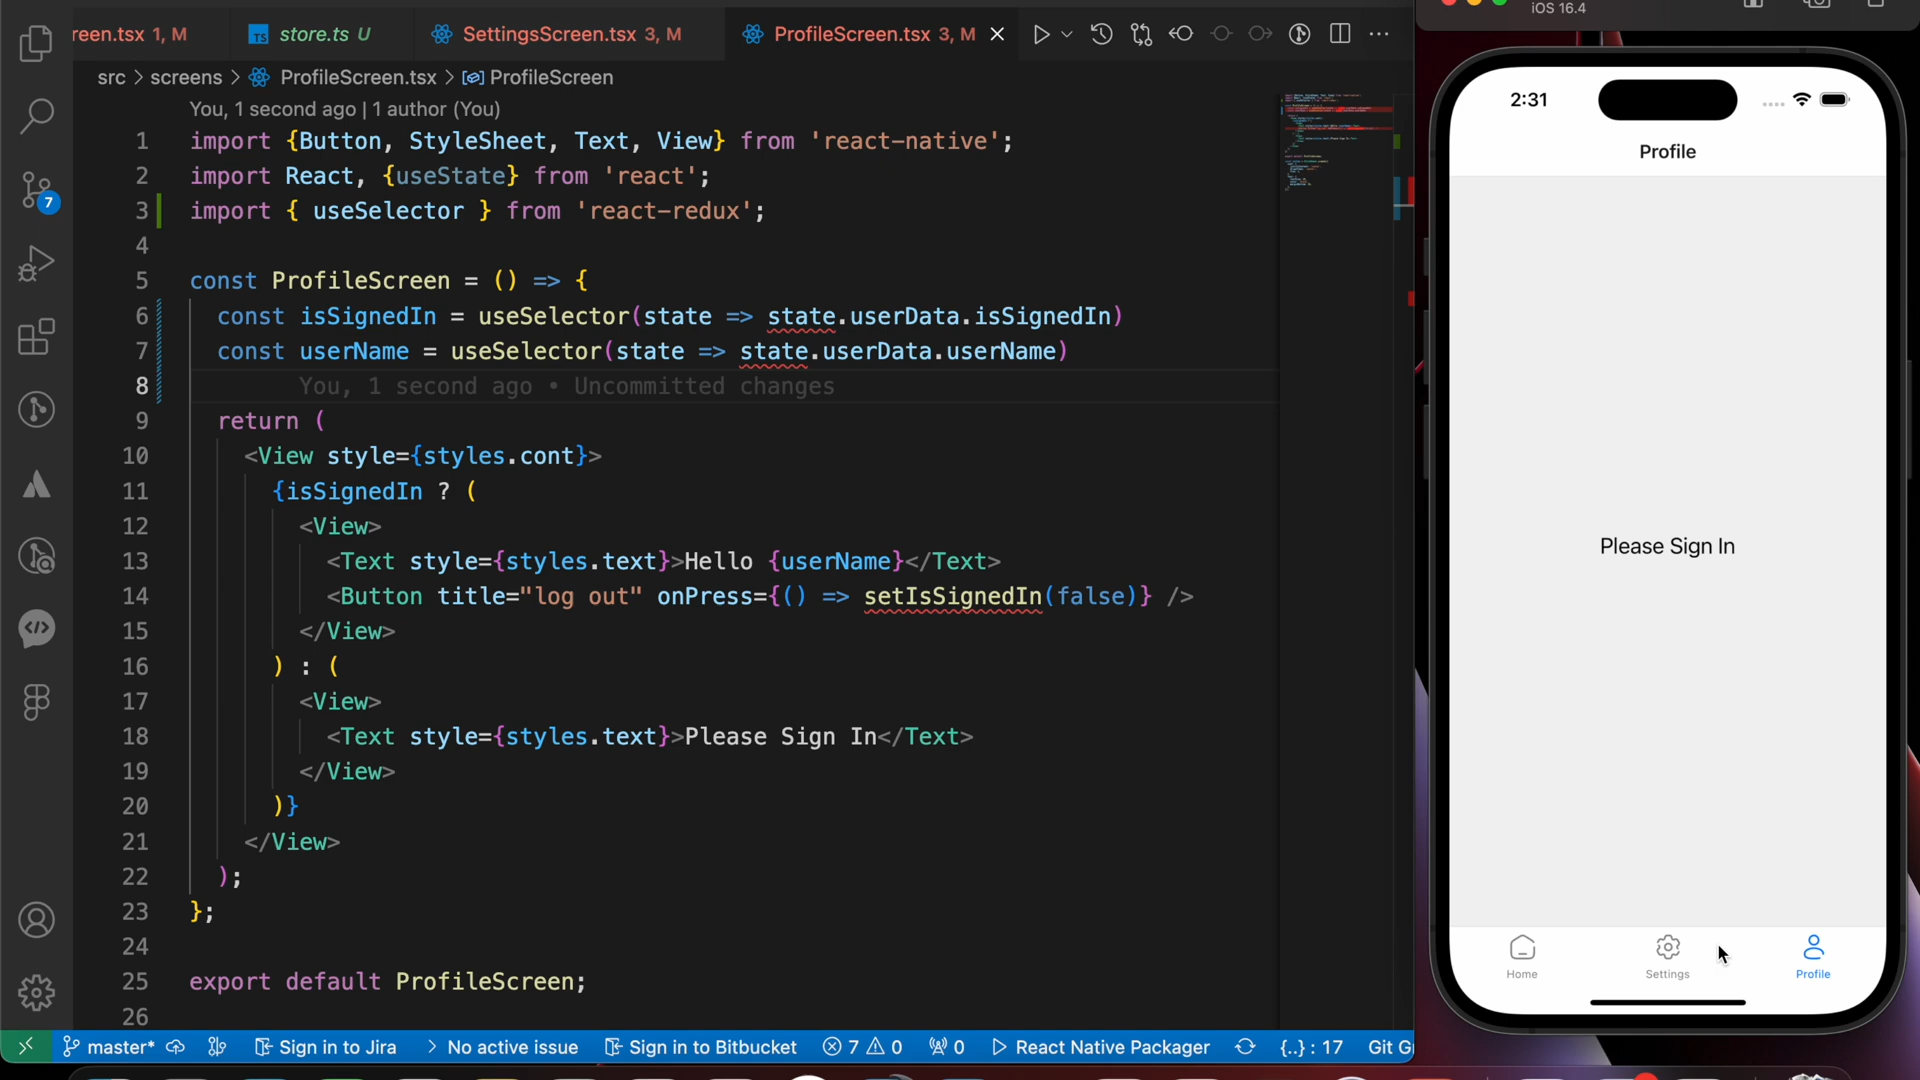 reen.tsx 1, M
TS store.ts U
SettingsScreen.tsx 3, M
ProfileScreen.tsx 3, M
src > screens > ProfileScreen.tsx > ProfileScreen
You, 1 second ago | 1 author (You)
1 import {Button, StyleSheet, Text, View} from 'react-native';
2 import React, {useState} from 'react';
3 import { useSelector } from 'react-redux';
4
5 const ProfileScreen = () => {
6 const isSignedIn = useSelector(state => state.userData.isSignedIn)
7 const userName = useSelector(state => state.userData.userName)
8 You, 1 second ago • Uncommitted changes
9 return (
10 <View style={styles.cont}>
11 {isSignedIn ? (
12 <View>
13 <Text style={styles.text}>Hello {userName}</Text>
14 <Button title="log out" onPress={() => setIsSignedIn(false)} />
15 </View>
16 ) : (
17 <View>
18 <Text style={styles.text}>Please Sign In</Text>
19 </View>
20 )}
21 </View>
22 );
23 };
24
25 export default ProfileScreen;
26
7
master* Sign in to Jira > No active issue Sign in to Bitbucket 7 0 0 React Native Packager {..} : 17 Git G
iOS 16.4
2:31
Profile
Please Sign In
Home
Settings
Profile